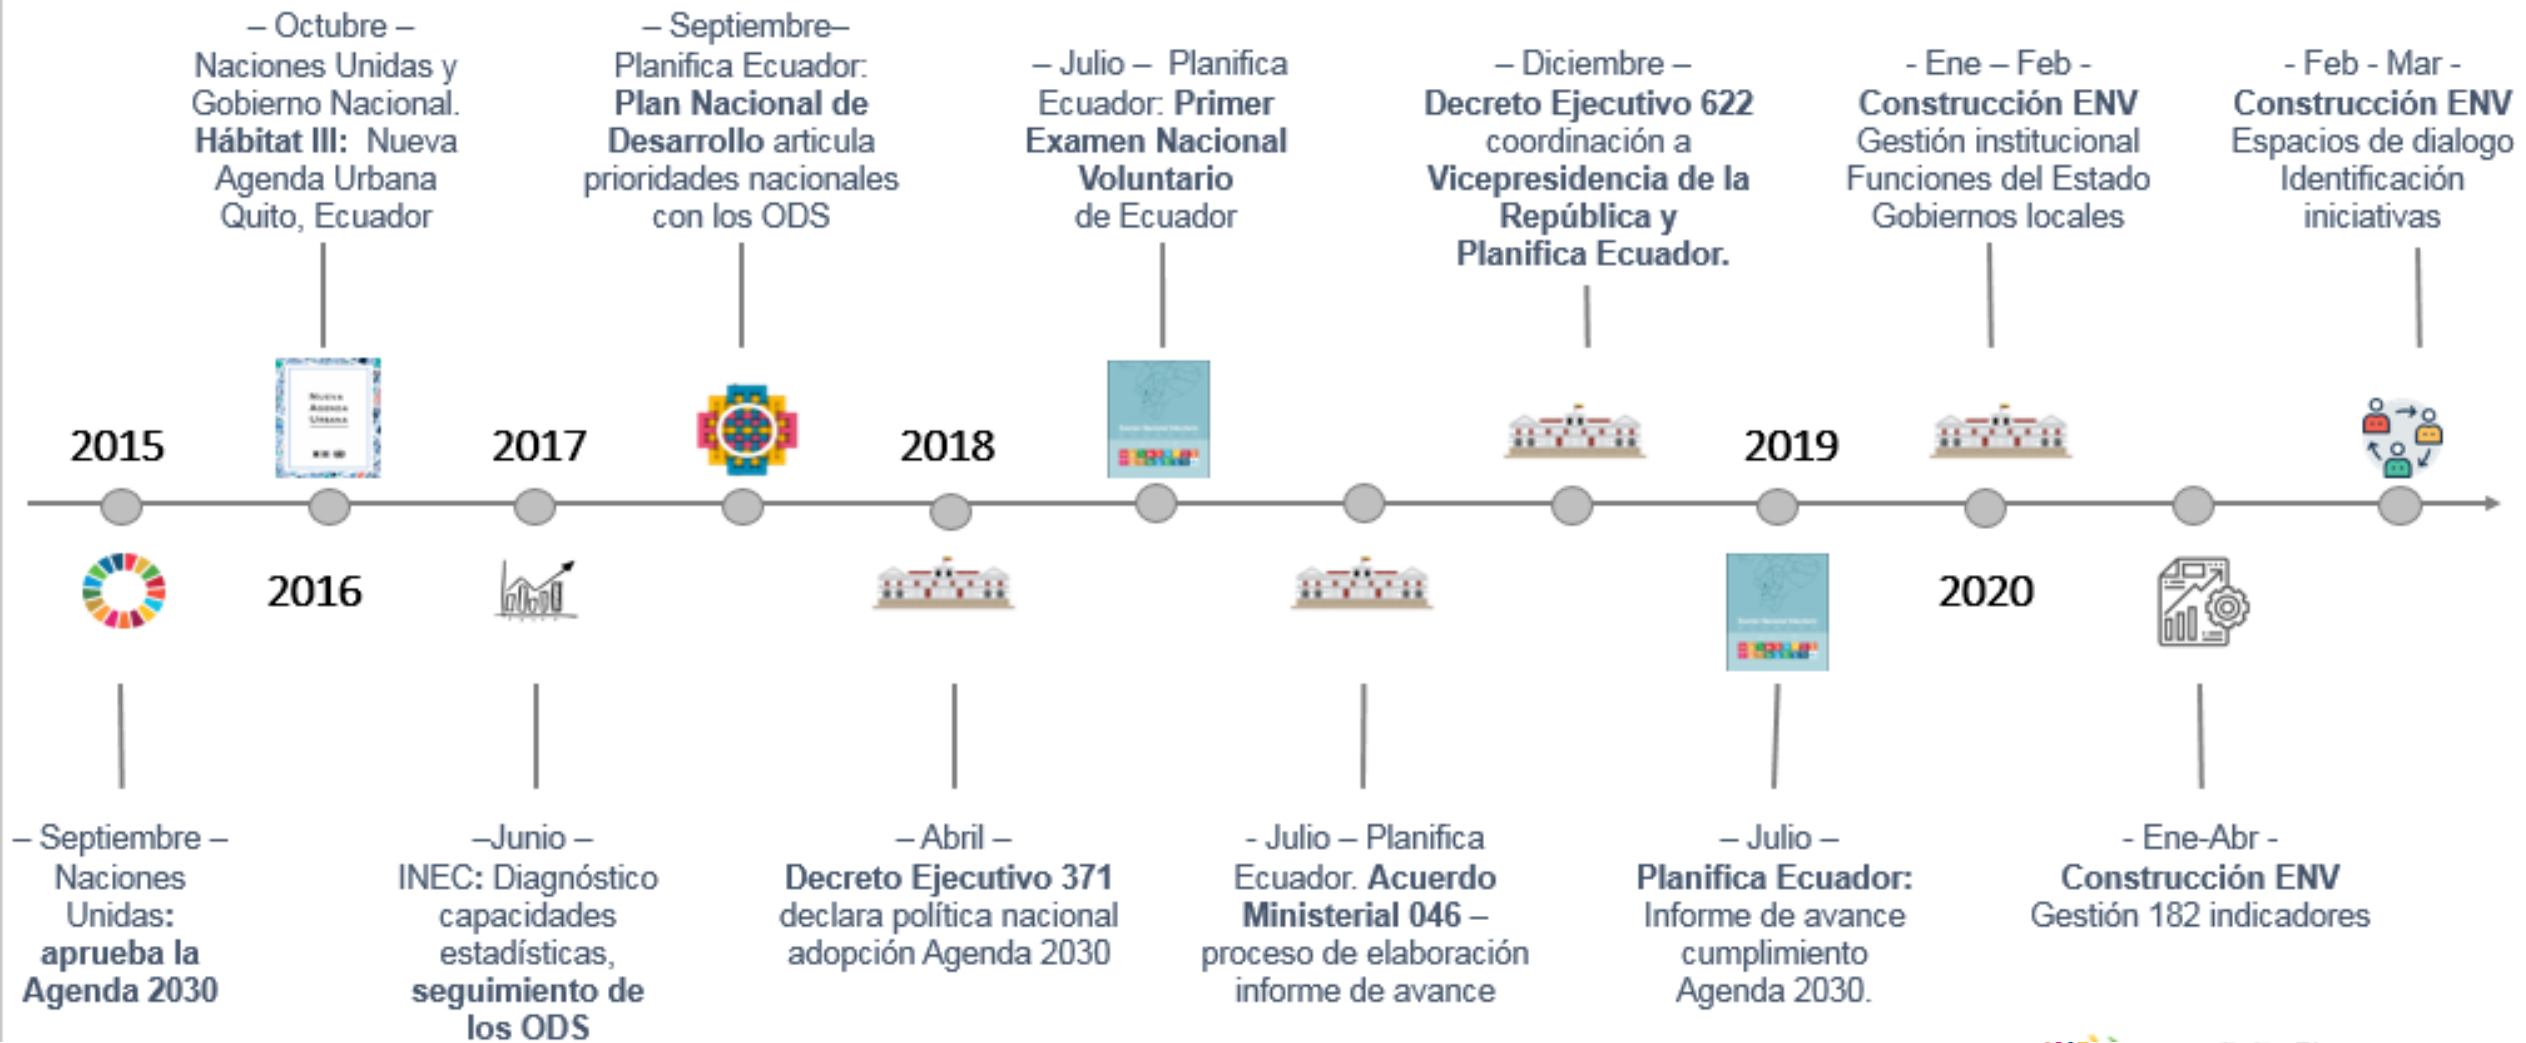 – Octubre –
Naciones Unidas y
Gobierno Nacional.
Hábitat III: Nueva
Agenda Urbana
Quito, Ecuador
– Septiembre–
Planifica Ecuador:
Plan Nacional de
Desarrollo articula
prioridades nacionales
con los ODS
– Julio – Planifica
Ecuador: Primer
Examen Nacional
Voluntario
de Ecuador
– Diciembre –
Decreto Ejecutivo 622
coordinación a
Vicepresidencia de la
República y
Planifica Ecuador.
- Ene – Feb -
Construcción ENV
Gestión institucional
Funciones del Estado
Gobiernos locales
- Feb - Mar -
Construcción ENV
Espacios de dialogo
Identificación
iniciativas
NUEVA
AGENDA
URBANA
2015
2017
2018
2019
2016
2020
– Septiembre –
Naciones
Unidas:
aprueba la
Agenda 2030
–Junio –
INEC: Diagnóstico
capacidades
estadísticas,
seguimiento de
los ODS
– Abril –
Decreto Ejecutivo 371
declara política nacional
adopción Agenda 2030
- Julio – Planifica
Ecuador. Acuerdo
Ministerial 046 –
proceso de elaboración
informe de avance
– Julio –
Planifica Ecuador:
Informe de avance
cumplimiento
Agenda 2030.
- Ene-Abr -
Construcción ENV
Gestión 182 indicadores